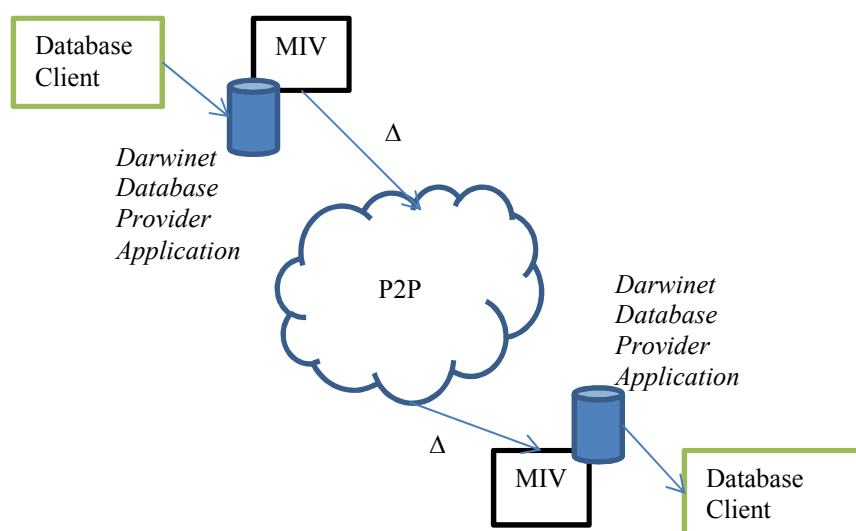 Database
Client
MIV
Δ
Darwinet
Database
Provider
Application
P2P
Darwinet
Database
Provider
Application
Δ
MIV
Database
Client